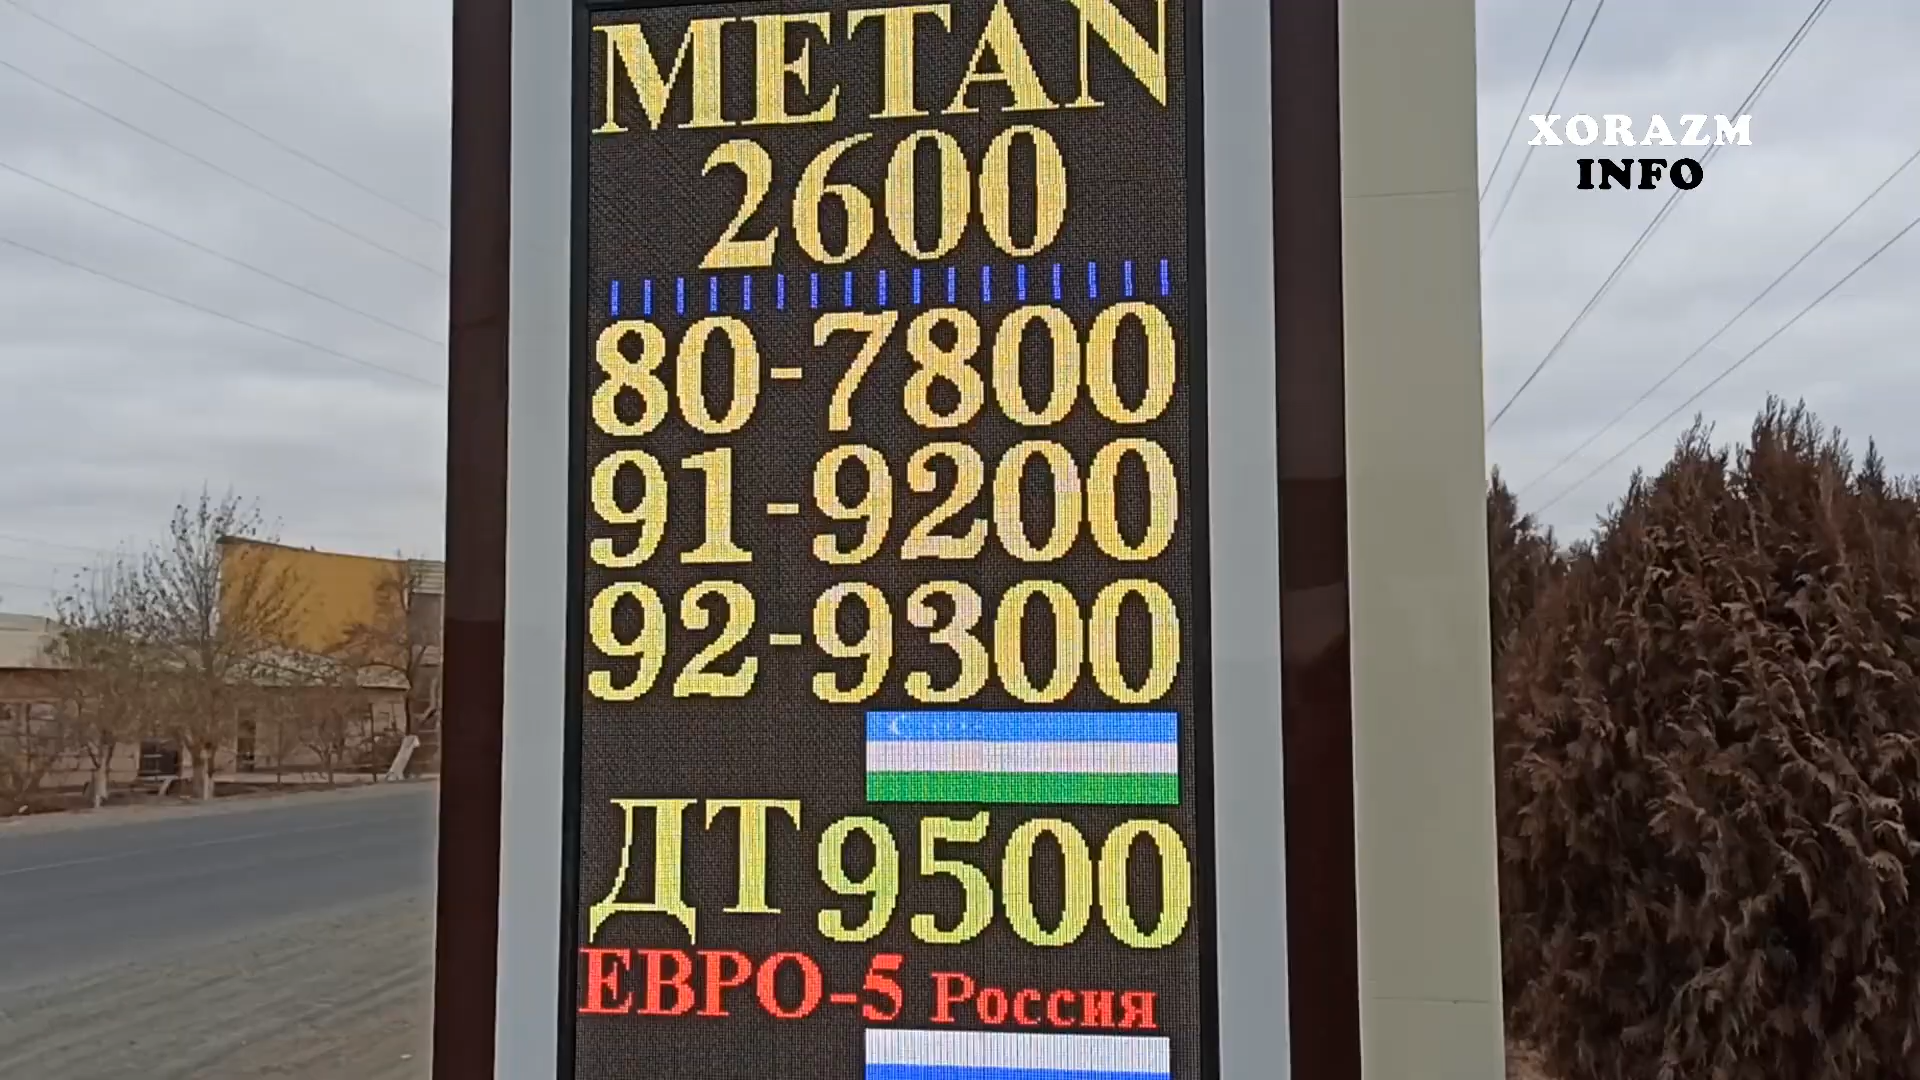 METAN
2600
80-7800
91-9200
92-9300
ДТ 9500
ЕВРО-5 Россия
XORAZM
INFO